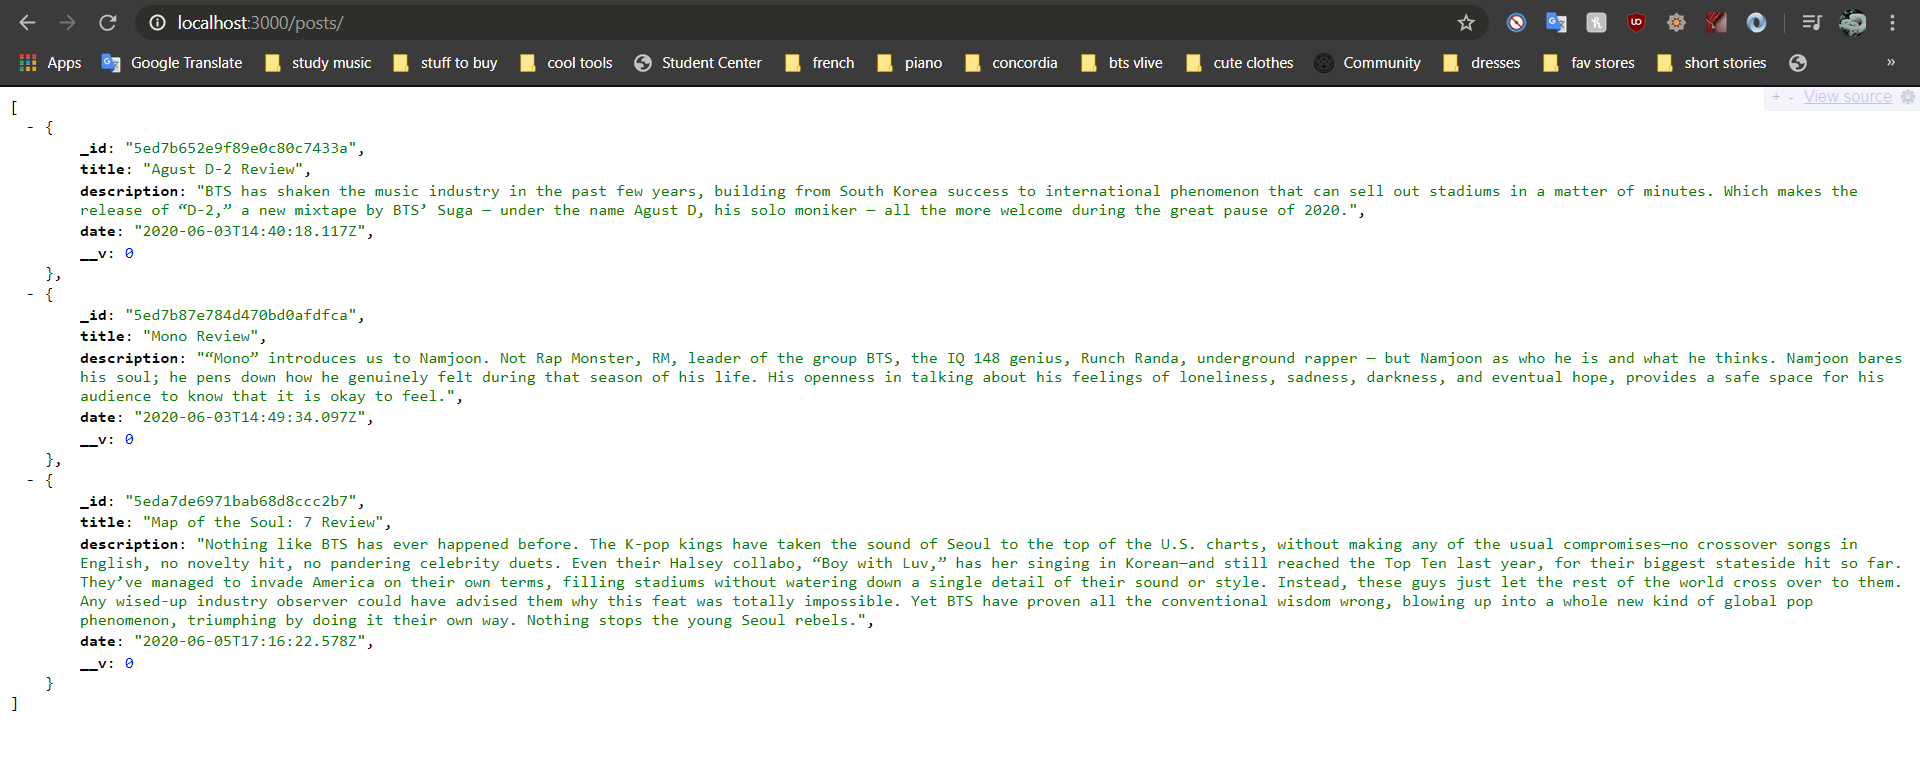 localhost:3000/posts/
Apps Google Translate study music stuff to buy cool tools Student Center french piano concordia bts vlive cute clothes Community dresses fav stores short stories »
+ - View source
[
- {
_id: "5ed7b652e9f89e0c80c7433a",
title: "Agust D-2 Review",
description: "BTS has shaken the music industry in the past few years, building from South Korea success to international phenomenon that can sell out stadiums in a matter of minutes. Which makes the
release of “D-2,” a new mixtape by BTS’ Suga — under the name Agust D, his solo moniker — all the more welcome during the great pause of 2020.",
date: "2020-06-03T14:40:18.117Z",
__v: 0
},
- {
_id: "5ed7b87e784d470bd0afdfca",
title: "Mono Review",
description: "“Mono” introduces us to Namjoon. Not Rap Monster, RM, leader of the group BTS, the IQ 148 genius, Runch Randa, underground rapper — but Namjoon as who he is and what he thinks. Namjoon bares
his soul; he pens down how he genuinely felt during that season of his life. His openness in talking about his feelings of loneliness, sadness, darkness, and eventual hope, provides a safe space for his
audience to know that it is okay to feel.",
date: "2020-06-03T14:49:34.097Z",
__v: 0
},
- {
_id: "5eda7de6971bab68d8ccc2b7",
title: "Map of the Soul: 7 Review",
description: "Nothing like BTS has ever happened before. The K-pop kings have taken the sound of Seoul to the top of the U.S. charts, without making any of the usual compromises—no crossover songs in
English, no novelty hit, no pandering celebrity duets. Even their Halsey collabo, “Boy with Luv,” has her singing in Korean—and still reached the Top Ten last year, for their biggest stateside hit so far.
They’ve managed to invade America on their own terms, filling stadiums without watering down a single detail of their sound or style. Instead, these guys just let the rest of the world cross over to them.
Any wised-up industry observer could have advised them why this feat was totally impossible. Yet BTS have proven all the conventional wisdom wrong, blowing up into a whole new kind of global pop
phenomenon, triumphing by doing it their own way. Nothing stops the young Seoul rebels.",
date: "2020-06-05T17:16:22.578Z",
__v: 0
}
]